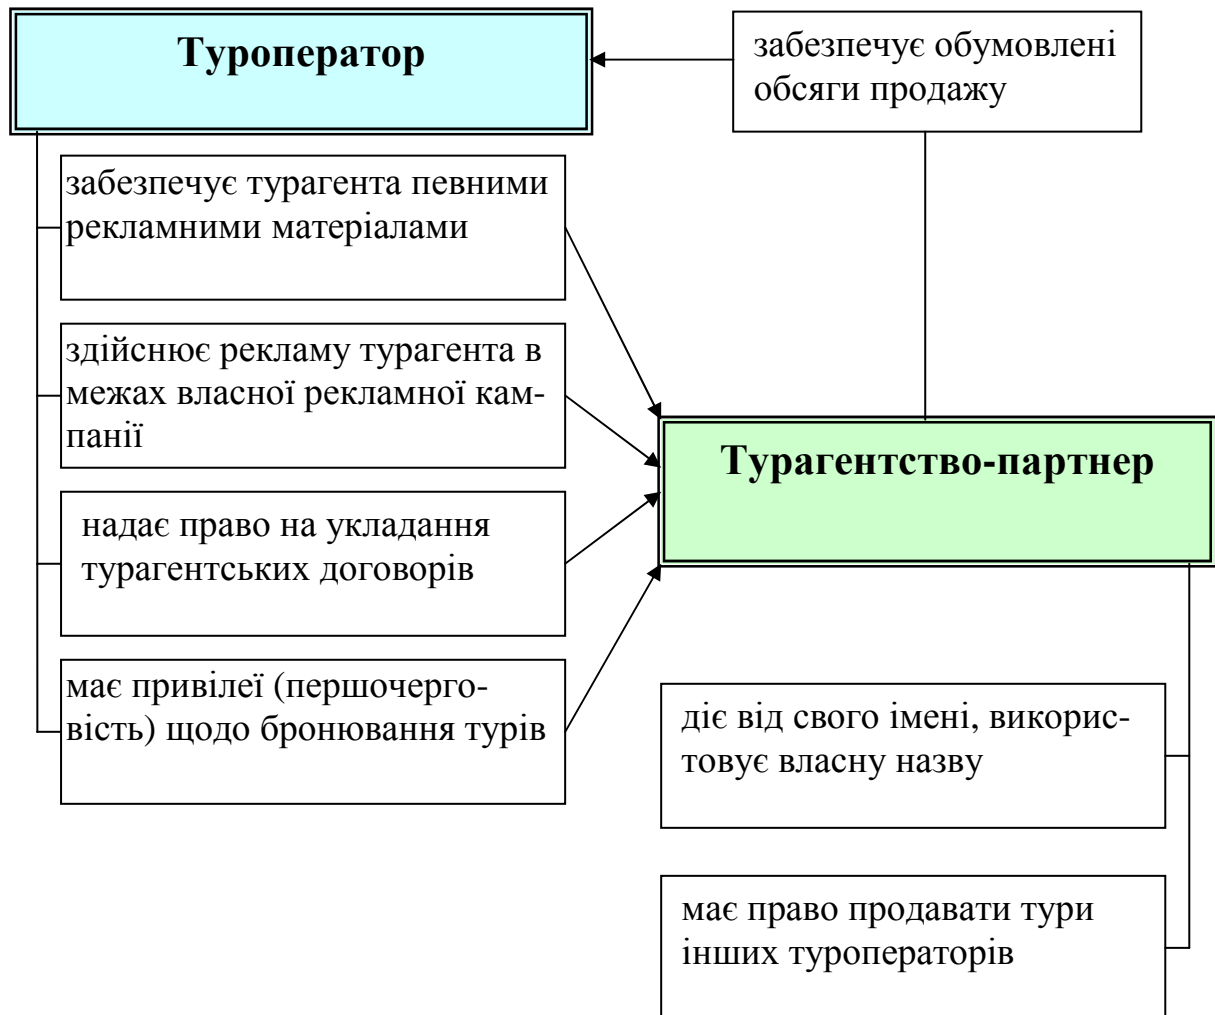 Туроператор
забезпечує обумовлені
обсяги продажу
забезпечує турагента певними
рекламними матеріалами
здійснює рекламу турагента в
межах власної рекламної кам-
панії
надає право на укладання
турагентських договорів
має привілеї (першочерго-
вість) щодо бронювання турів
Турагентство-партнер
діє від свого імені, викорис-
товує власну назву
має право продавати тури
інших туроператорів